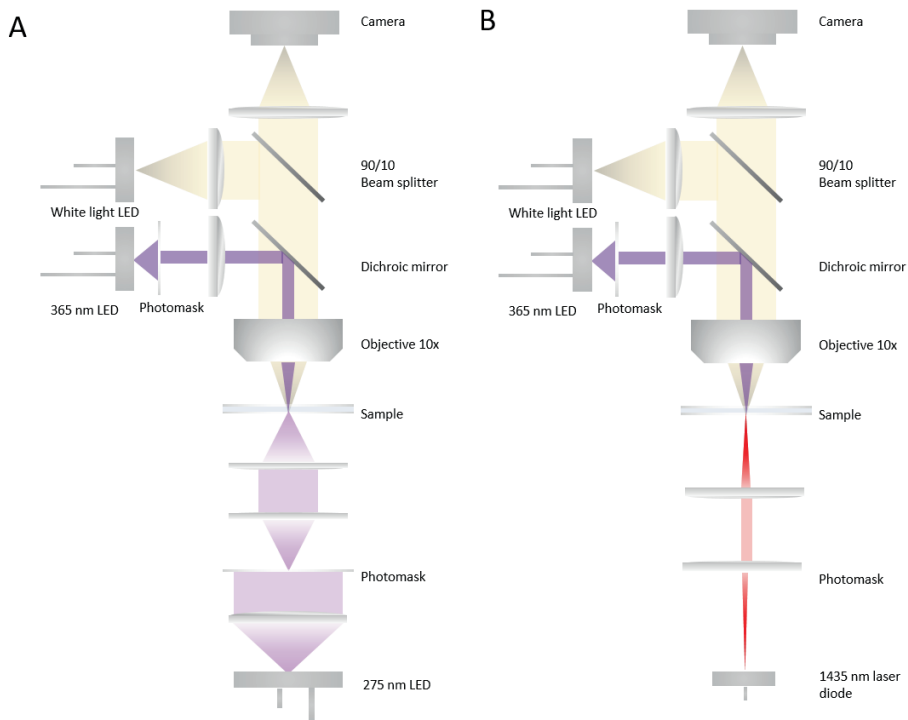 A
Camera
90/10
Beam splitter
White light LED
Dichroic mirror
365 nm LED
Photomask
Objective 10x
Sample
Photomask
275 nm LED
B
Camera
90/10
Beam splitter
White light LED
Dichroic mirror
365 nm LED
Photomask
Objective 10x
Sample
Photomask
1435 nm laser
diode